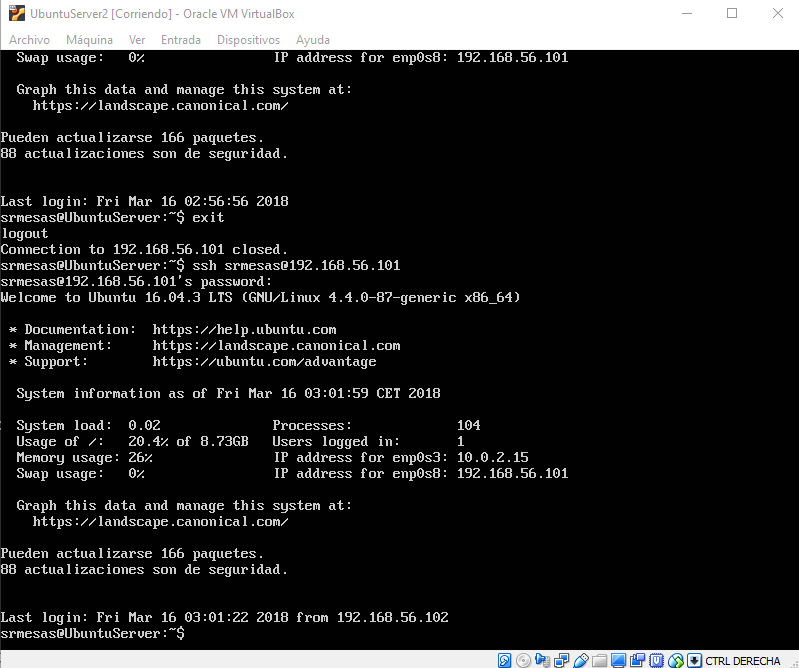 UbuntuServer2 [Corriendo] - Oracle VM VirtualBox
Archivo Máquina Ver Entrada Dispositivos Ayuda
Swap usage: 0% IP address for enp0s8: 192.168.56.101
Graph this data and manage this system at:
https://landscape.canonical.com/
Pueden actualizarse 166 paquetes.
88 actualizaciones son de seguridad.
Last login: Fri Mar 16 02:56:56 2018
srmesas@UbuntuServer:~$ exit
logout
Connection to 192.168.56.101 closed.
srmesas@UbuntuServer:~$ ssh srmesas@192.168.56.101
srmesas@192.168.56.101's password:
Welcome to Ubuntu 16.04.3 LTS (GNU/Linux 4.4.0-87-generic x86_64)
* Documentation: https://help.ubuntu.com
* Management: https://landscape.canonical.com
* Support: https://ubuntu.com/advantage
System information as of Fri Mar 16 03:01:59 CET 2018
System load: 0.02 Processes: 104
Usage of /: 20.4% of 8.73GB Users logged in: 1
Memory usage: 26% IP address for enp0s3: 10.0.2.15
Swap usage: 0% IP address for enp0s8: 192.168.56.101
Graph this data and manage this system at:
https://landscape.canonical.com/
Pueden actualizarse 166 paquetes.
88 actualizaciones son de seguridad.
Last login: Fri Mar 16 03:01:22 2018 from 192.168.56.102
srmesas@UbuntuServer:~$
CTRL DERECHA